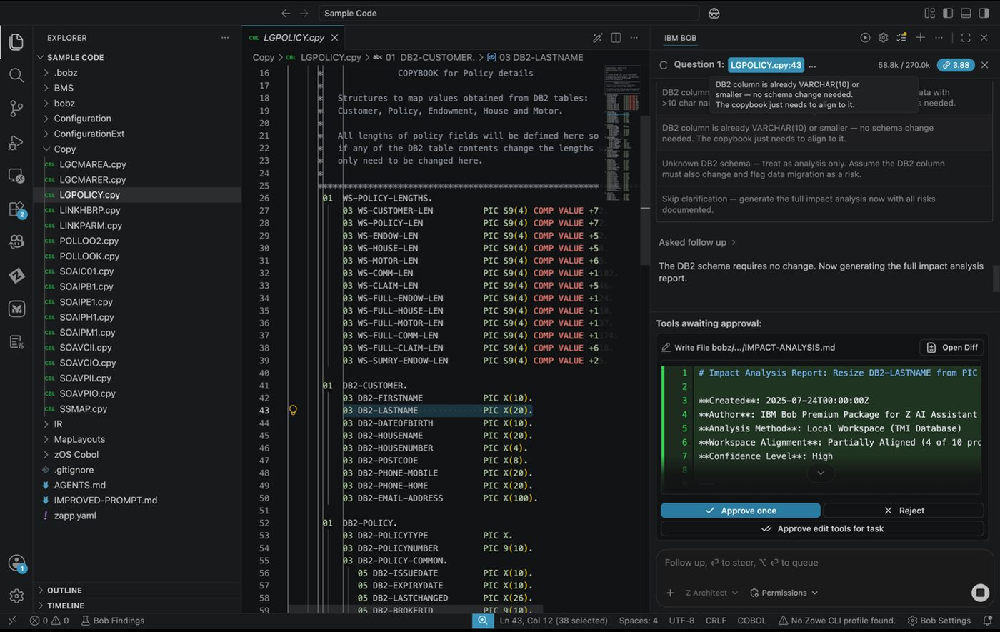 Sample Code
EXPLORER
SAMPLE CODE
.bobz
BMS
bobz
Configuration
ConfigurationExt
Copy
CBL LGCMAREA.cpy
CBL LGCMARER.cpy
CBL LGPOLICY.cpy
CBL LINKHBRP.cpy
CBL LINKPARM.cpy
CBL POLLOO2.cpy
CBL POLLOOK.cpy
CBL SOAIC01.cpy
CBL SOAIPB1.cpy
CBL SOAIPE1.cpy
CBL SOAIPH1.cpy
CBL SOAIPM1.cpy
CBL SOAVCII.cpy
CBL SOAVCIO.cpy
CBL SOAVPII.cpy
CBL SOAVPIO.cpy
CBL SSMAP.cpy
IR
MapLayouts
zOS Cobol
.gitignore
AGENTS.md
IMPROVED-PROMPT.md
! zapp.yaml
OUTLINE
TIMELINE
2
1
CBL LGPOLICY.cpy
Copy > CBL LGPOLICY.cpy > abc 01 DB2-CUSTOMER. > 03 DB2-LASTNAME
16 * COPYBOOK for Policy details
17 *
18 * Structures to map values obtained from DB2 tables:
19 * Customer, Policy, Endowment, House and Motor.
20 *
21 * All lengths of policy fields will be defined here so
22 * if any of the DB2 table contents change the lengths
23 * only need to be changed here.
24 *
25 ******************************************************
26 01 WS-POLICY-LENGTHS.
27 03 WS-CUSTOMER-LEN PIC S9(4) COMP VALUE +72.
28 03 WS-POLICY-LEN PIC S9(4) COMP VALUE +72.
29 03 WS-ENDOW-LEN PIC S9(4) COMP VALUE +52.
30 03 WS-HOUSE-LEN PIC S9(4) COMP VALUE +58.
31 03 WS-MOTOR-LEN PIC S9(4) COMP VALUE +65.
32 03 WS-COMM-LEN PIC S9(4) COMP VALUE +1102.
33 03 WS-CLAIM-LEN PIC S9(4) COMP VALUE +546.
34 03 WS-FULL-ENDOW-LEN PIC S9(4) COMP VALUE +124.
35 03 WS-FULL-HOUSE-LEN PIC S9(4) COMP VALUE +130.
36 03 WS-FULL-MOTOR-LEN PIC S9(4) COMP VALUE +137.
37 03 WS-FULL-COMM-LEN PIC S9(4) COMP VALUE +1174.
38 03 WS-FULL-CLAIM-LEN PIC S9(4) COMP VALUE +618.
39 03 WS-SUMRY-ENDOW-LEN PIC S9(4) COMP VALUE +25.
40
41 01 DB2-CUSTOMER.
42 03 DB2-FIRSTNAME PIC X(10).
43 03 DB2-LASTNAME PIC X(20).
44 03 DB2-DATEOFBIRTH PIC X(10).
45 03 DB2-HOUSENAME PIC X(20).
46 03 DB2-HOUSENUMBER PIC X(4).
47 03 DB2-POSTCODE PIC X(8).
48 03 DB2-PHONE-MOBILE PIC X(20).
49 03 DB2-PHONE-HOME PIC X(20).
50 03 DB2-EMAIL-ADDRESS PIC X(100).
51
52 01 DB2-POLICY.
53 03 DB2-POLICYTYPE PIC X.
54 03 DB2-POLICYNUMBER PIC 9(10).
55 03 DB2-POLICY-COMMON.
56 05 DB2-ISSUEDATE PIC X(10).
57 05 DB2-EXPIRYDATE PIC X(10).
58 05 DB2-LASTCHANGED PIC X(26).
59 05 DB2-BROKERID PIC 9(10).
IBM BOB
Question 1: LGPOLICY.cpy:43 ... 58.8k / 270.0k 3.88
DB2 column is already VARCHAR(10) or
smaller — no schema change needed.
The copybook just needs to align to it.
DB2 column ata with
>10 char nam s needed.
DB2 column is already VARCHAR(10) or smaller — no schema change
needed. The copybook just needs to align to it.
Unknown DB2 schema — treat as analysis only. Assume the DB2 column
must also change and flag data migration as a risk.
Skip clarification — generate the full impact analysis now with all risks
documented.
Asked follow up >
The DB2 schema requires no change. Now generating the full impact analysis
report.
Tools awaiting approval:
Write File bobz/.../IMPACT-ANALYSIS.md Open Diff
1 # Impact Analysis Report: Resize DB2-LASTNAME from PIC
2
3 **Created**: 2025-07-24T00:00:00Z
4 **Author**: IBM Bob Premium Package for Z AI Assistant
5 **Analysis Method**: Local Workspace (TMI Database)
6 **Workspace Alignment**: Partially Aligned (4 of 10 pro
7 **Confidence Level**: High
8
9 ---
Approve once Reject
Approve edit tools for task
Follow up, ⏎ to steer, ⌥ ⏎ to queue
Z Architect Permissions
0 0 Bob Findings Ln 43, Col 12 (38 selected) Spaces: 4 UTF-8 CRLF COBOL No Zowe CLI profile found. Bob Settings